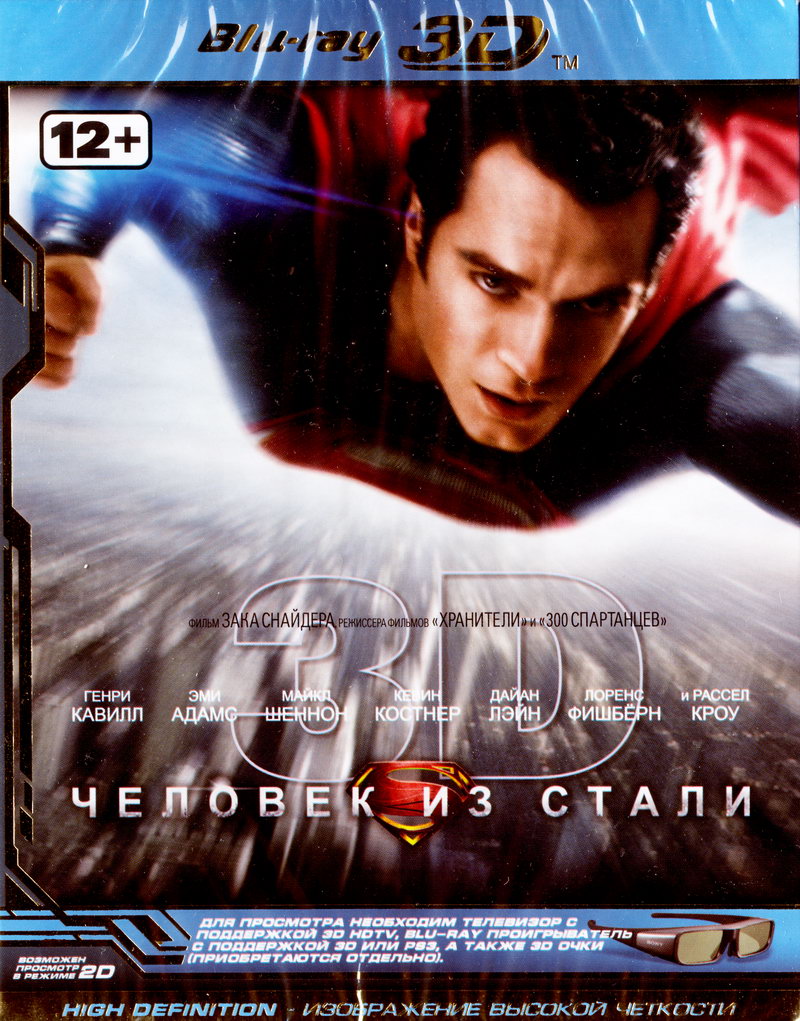 Blu-ray 3D™
12+
3D
ФИЛЬМ ЗАКА СНАЙДЕРА, РЕЖИССЕРА ФИЛЬМОВ «ХРАНИТЕЛИ» И «300 СПАРТАНЦЕВ»
ГЕНРИ КАВИЛЛ
ЭМИ АДАМС
МАЙКЛ ШЕННОН
КЕВИН КОСТНЕР
ДАЙАН ЛЭЙН
ЛОРЕНС ФИШБЁРН
И РАССЕЛ КРОУ
ЧЕЛОВЕК ИЗ СТАЛИ
ДЛЯ ПРОСМОТРА НЕОБХОДИМ ТЕЛЕВИЗОР С
ПОДДЕРЖКОЙ 3D HDTV, BLU-RAY ПРОИГРЫВАТЕЛЬ
С ПОДДЕРЖКОЙ 3D ИЛИ PS3, А ТАКЖЕ 3D ОЧКИ
(ПРИОБРЕТАЮТСЯ ОТДЕЛЬНО).
SONY
ВОЗМОЖЕН
ПРОСМОТР
В РЕЖИМЕ 2D
HIGH DEFINITION - ИЗОБРАЖЕНИЕ ВЫСОКОЙ ЧЕТКОСТИ